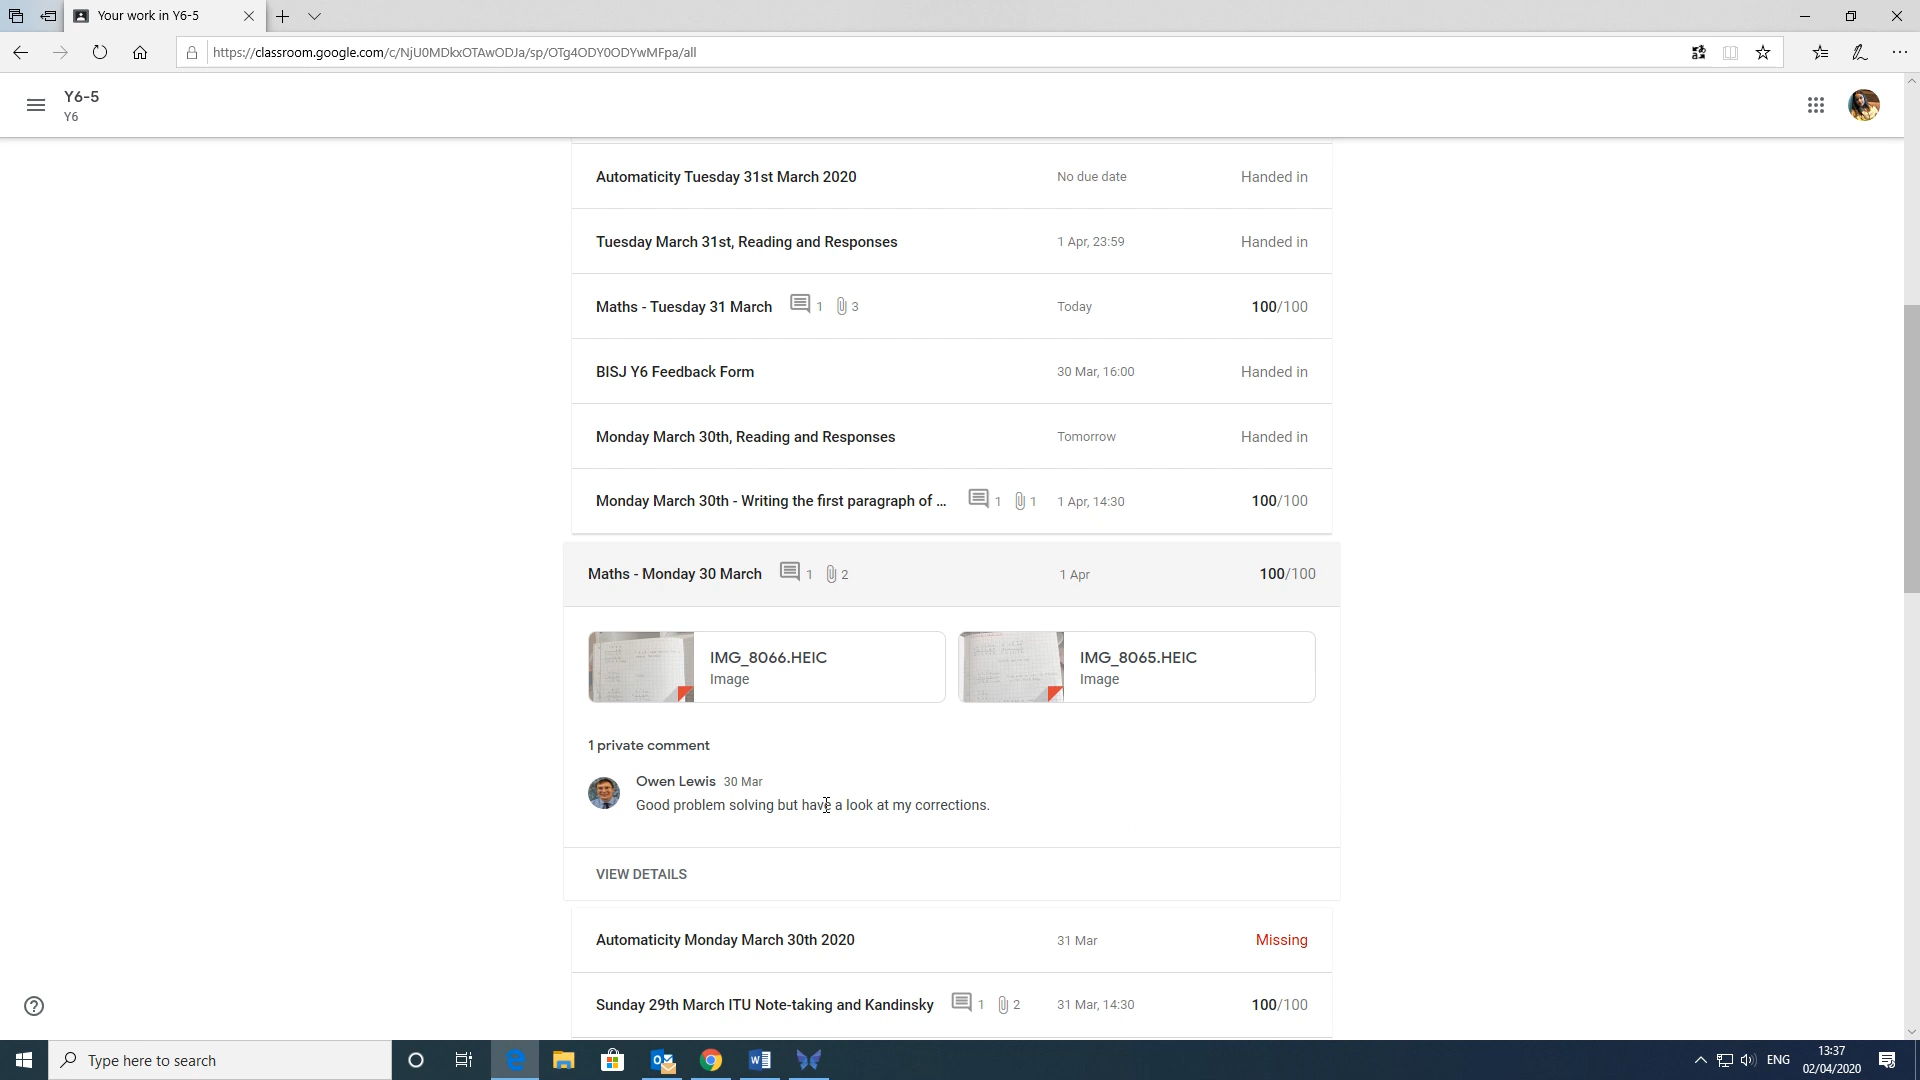 Your work in Y6-5
https://classroom.google.com/c/NjU0MDkxOTAwODJa/sp/OTg4ODY0ODYwMFpa/all
Y6-5
Y6
Automaticity Tuesday 31st March 2020 No due date Handed in
Tuesday March 31st, Reading and Responses 1 Apr, 23:59 Handed in
Maths - Tuesday 31 March 1 3 Today 100/100
BISJ Y6 Feedback Form 30 Mar, 16:00 Handed in
Monday March 30th, Reading and Responses Tomorrow Handed in
Monday March 30th - Writing the first paragraph of ... 1 1 1 Apr, 14:30 100/100
Maths - Monday 30 March 1 2 1 Apr 100/100
IMG_8066.HEIC IMG_8065.HEIC
Image Image
1 private comment
Owen Lewis 30 Mar
Good problem solving but have a look at my corrections.
VIEW DETAILS
Automaticity Monday March 30th 2020 31 Mar Missing
Sunday 29th March ITU Note-taking and Kandinsky 1 2 31 Mar, 14:30 100/100
Type here to search ENG 13:37
02/04/2020